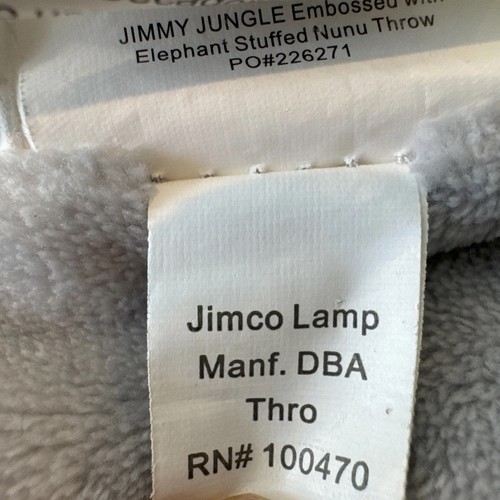 JIMMY JUNGLE Embossed with
Elephant Stuffed Nunu Throw
PO#226271
Jimco Lamp
Manf. DBA
Thro
RN# 100470